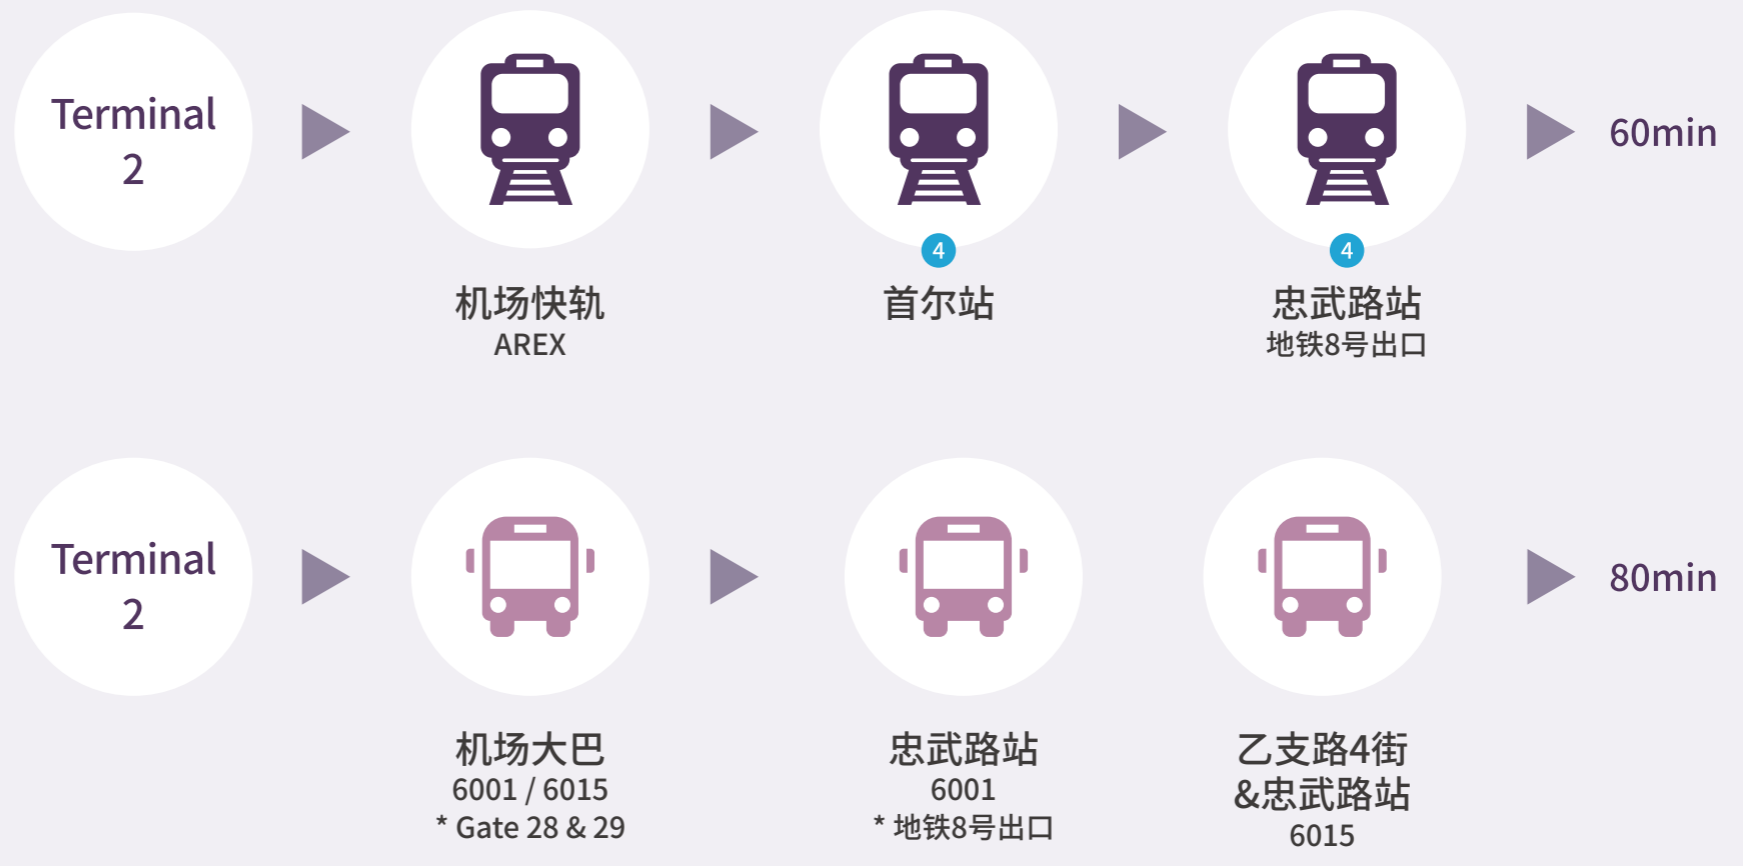 Terminal
2
60min
4
4
机场快轨
AREX
首尔站
忠武路站
地铁8号出口
Terminal
2
80min
机场大巴
6001 / 6015
* Gate 28 & 29
忠武路站
6001
* 地铁8号出口
乙支路4街
&忠武路站
6015